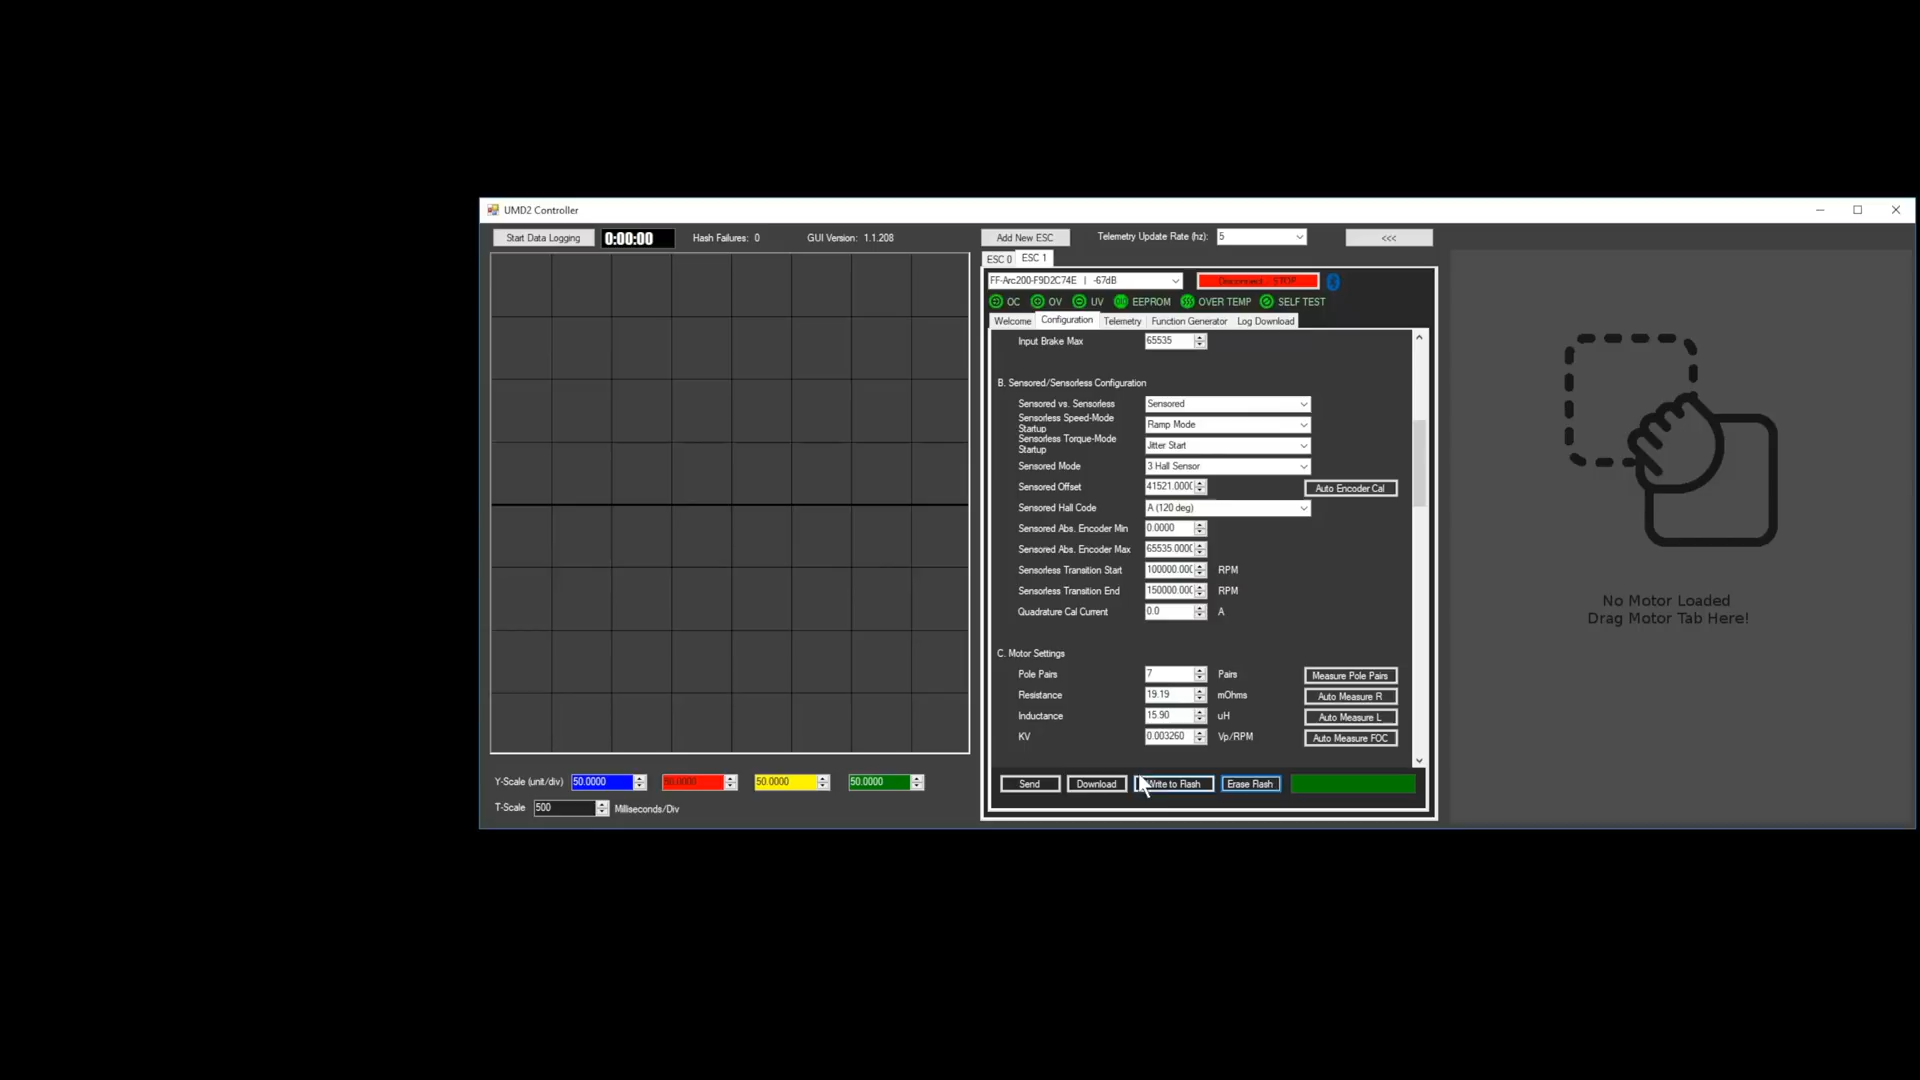 UMD2 Controller
Start Data Logging 0:00:00 Hash Failures: 0 GUI Version: 1.1.208
Add New ESC Telemetry Update Rate (hz): 5 <<<
ESC 0 ESC 1
FF-Arc200-F9D2C74E | -67dB Disconnect / STOP
OC OV UV EEPROM OVER TEMP SELF TEST
Welcome Configuration Telemetry Function Generator Log Download
Input Brake Max 65535
B. Sensored/Sensorless Configuration
Sensored vs. Sensorless Sensored
Sensorless Speed-Mode
Startup Ramp Mode
Sensorless Torque-Mode
Startup Jitter Start
Sensored Mode 3 Hall Sensor
Sensored Offset 41521.000 Auto Encoder Cal
Sensored Hall Code A (120 deg)
Sensored Abs. Encoder Min 0.0000
Sensored Abs. Encoder Max 65535.000
Sensorless Transition Start 100000.00 RPM
Sensorless Transition End 150000.00 RPM
Quadrature Cal Current 0.0 A
C. Motor Settings
Pole Pairs 7 Pairs Measure Pole Pairs
Resistance 19.19 mOhms Auto Measure R
Inductance 15.90 uH Auto Measure L
KV 0.003260 Vp/RPM Auto Measure FOC
Send Download Write to Flash Erase Flash
Y-Scale (unit/div) 50.0000 50.0000 50.0000 50.0000
T-Scale 500 Milliseconds/Div
No Motor Loaded
Drag Motor Tab Here!